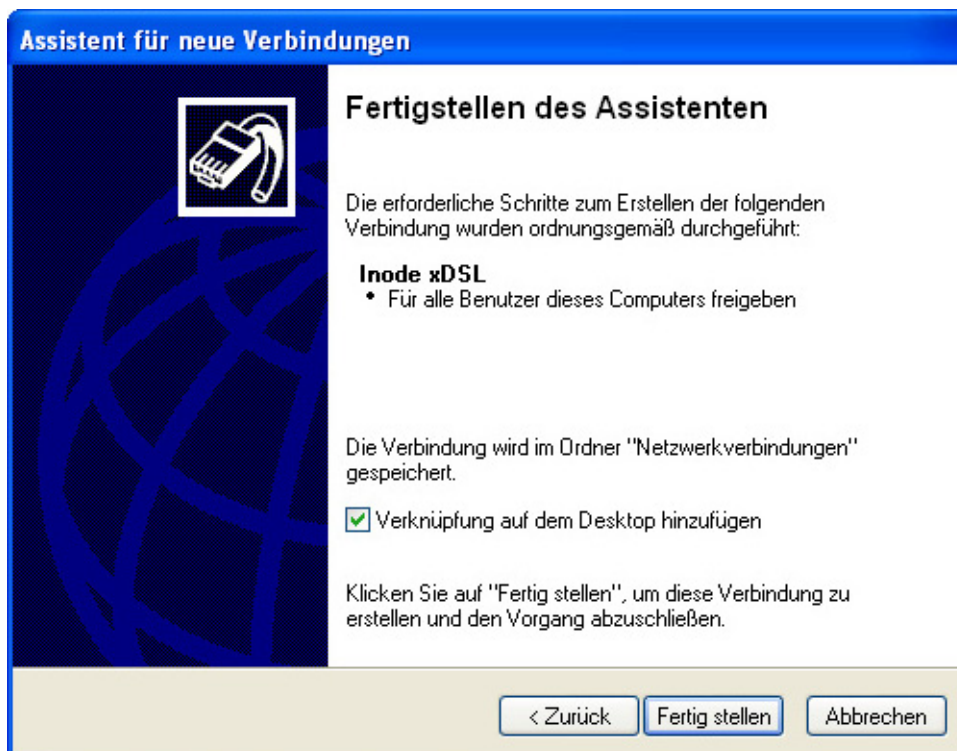 Assistent für neue Verbindungen
Fertigstellen des Assistenten
Die erforderliche Schritte zum Erstellen der folgenden
Verbindung wurden ordnungsgemäß durchgeführt:
Inode xDSL
• Für alle Benutzer dieses Computers freigeben
Die Verbindung wird im Ordner "Netzwerkverbindungen"
gespeichert.
Verknüpfung auf dem Desktop hinzufügen
Klicken Sie auf "Fertig stellen", um diese Verbindung zu
erstellen und den Vorgang abzuschließen.
< Zurück Fertig stellen Abbrechen